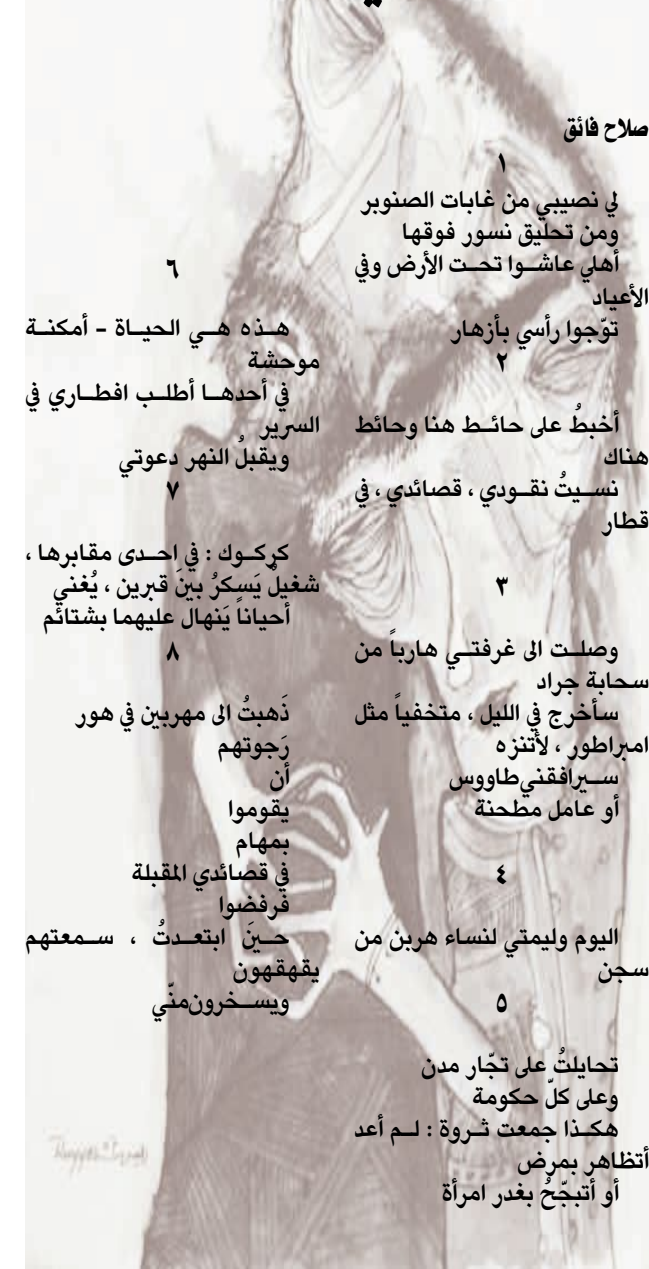 صلاح فائق
١
لي نصيبي من غابات الصنوبر
ومن تحليق نسور فوقها
أهلي عاشوا تحت الأرض وفي
الأعياد
توّجوا رأسي بأزهار
٢
أخبطُ على حائط هنا وحائط
هناك
نسيتُ نقودي ، قصائدي ، في
قطار
٣
وصلت الى غرفتي هارباً من
سحابة جراد
سأخرج في الليل ، متخفياً مثل
امبراطور ، لأتنزه
سيرافقني طاووس
أو عامل مطحنة
٤
اليوم وليمتي لنساء هربن من
سجن
٥
تحايلتُ على تجّار مدن
وعلى كلّ حكومة
هكذا جمعت ثروة : لم أعد
أتظاهر بمرض
أو أتبجّحُ بغدر امرأة
٦
هذه هي الحياة - أمكنة
موحشة
في أحدها أطلب افطاري في
السرير
ويقبلُ النهر دعوتي
٧
كركوك : في احدى مقابرها ،
شغيلٌ يَسكرُ بينَ قبرين ، يُغني
أحياناً يَنهال عليهما بشتائم
٨
ذَهبتُ الى مهربين في هور
رَجوتهم
أن
يقوموا
بمهام
في قصائدي المقبلة
فرفضوا
حينَ ابتعدتُ ، سمعتهم
يقهقهون
ويسخرون منّي